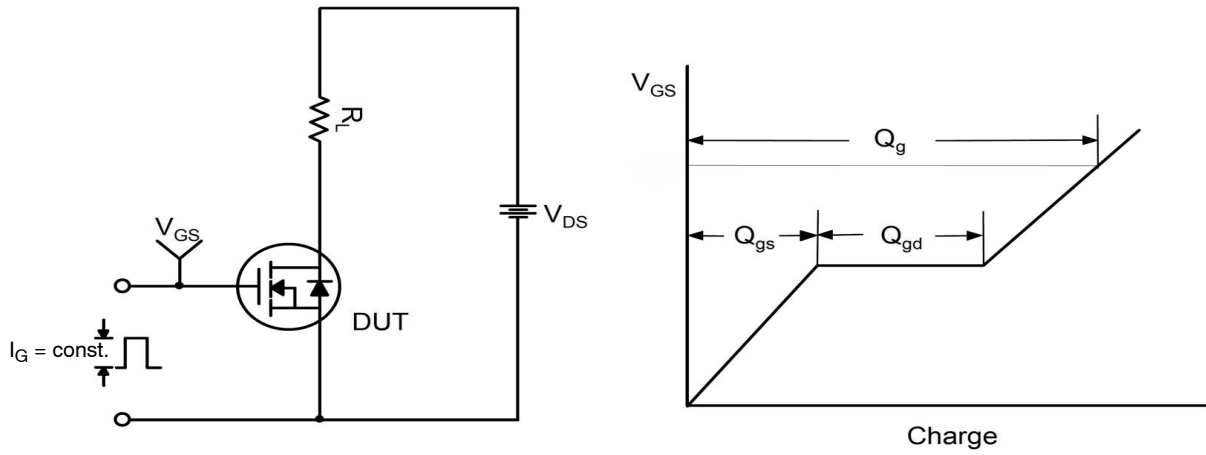 R_L
V_DS
V_GS
DUT
I_G = const.
V_GS
Q_g
Q_gs
Q_gd
Charge